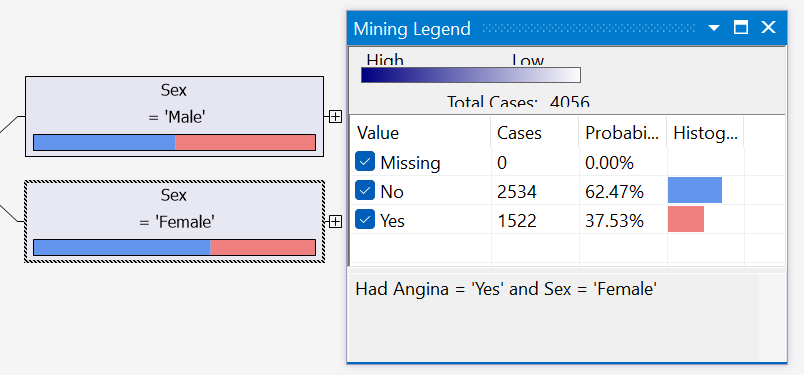 Sex
= 'Male'
Sex
= 'Female'
Mining Legend
High Low
Total Cases: 4056
Value Cases Probabi... Histog...
Missing 0 0.00%
No 2534 62.47%
Yes 1522 37.53%
Had Angina = 'Yes' and Sex = 'Female'